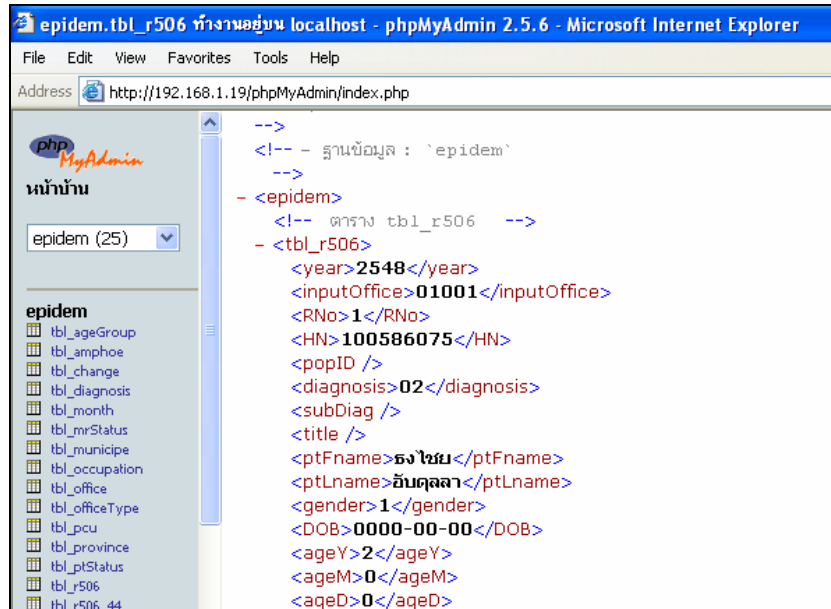 epidem.tbl_r506 ทำงานอยู่บน localhost - phpMyAdmin 2.5.6 - Microsoft Internet Explorer
File Edit View Favorites Tools Help
Address http://192.168.1.19/phpMyAdmin/index.php
php
MyAdmin
หน้าบ้าน
epidem (25)
epidem
tbl_ageGroup
tbl_amphoe
tbl_change
tbl_diagnosis
tbl_month
tbl_mrStatus
tbl_municipe
tbl_occupation
tbl_office
tbl_officeType
tbl_pcu
tbl_province
tbl_ptStatus
tbl_r506
tbl_r506_44
-->
<!-- - ฐานข้อมูล : `epidem`
-->
- <epidem>
<!-- ตาราง tbl_r506 -->
- <tbl_r506>
<year>2548</year>
<inputOffice>01001</inputOffice>
<RNo>1</RNo>
<HN>100586075</HN>
<popID />
<diagnosis>02</diagnosis>
<subDiag />
<title />
<ptFname>ธงไชย</ptFname>
<ptLname>อับดุลลา</ptLname>
<gender>1</gender>
<DOB>0000-00-00</DOB>
<ageY>2</ageY>
<ageM>0</ageM>
<ageD>0</ageD>